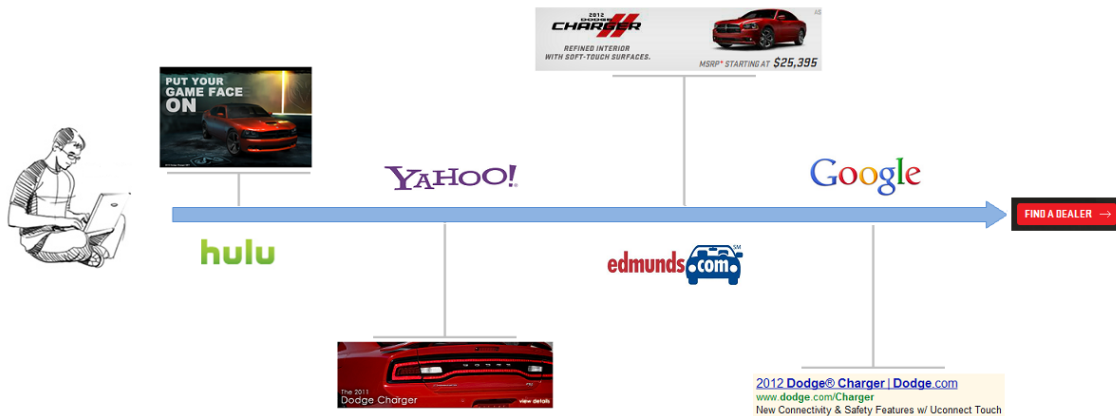 2012
DODGE
CHARGER
REFINED INTERIOR
WITH SOFT-TOUCH SURFACES.
MSRP* STARTING AT $25,395
PUT YOUR
GAME FACE
ON
YAHOO!
Google
FIND A DEALER →
hulu
edmunds.com
SM
The 2011
Dodge Charger
view details
2012 Dodge® Charger | Dodge.com
www.dodge.com/Charger
New Connectivity & Safety Features w/ Uconnect Touch